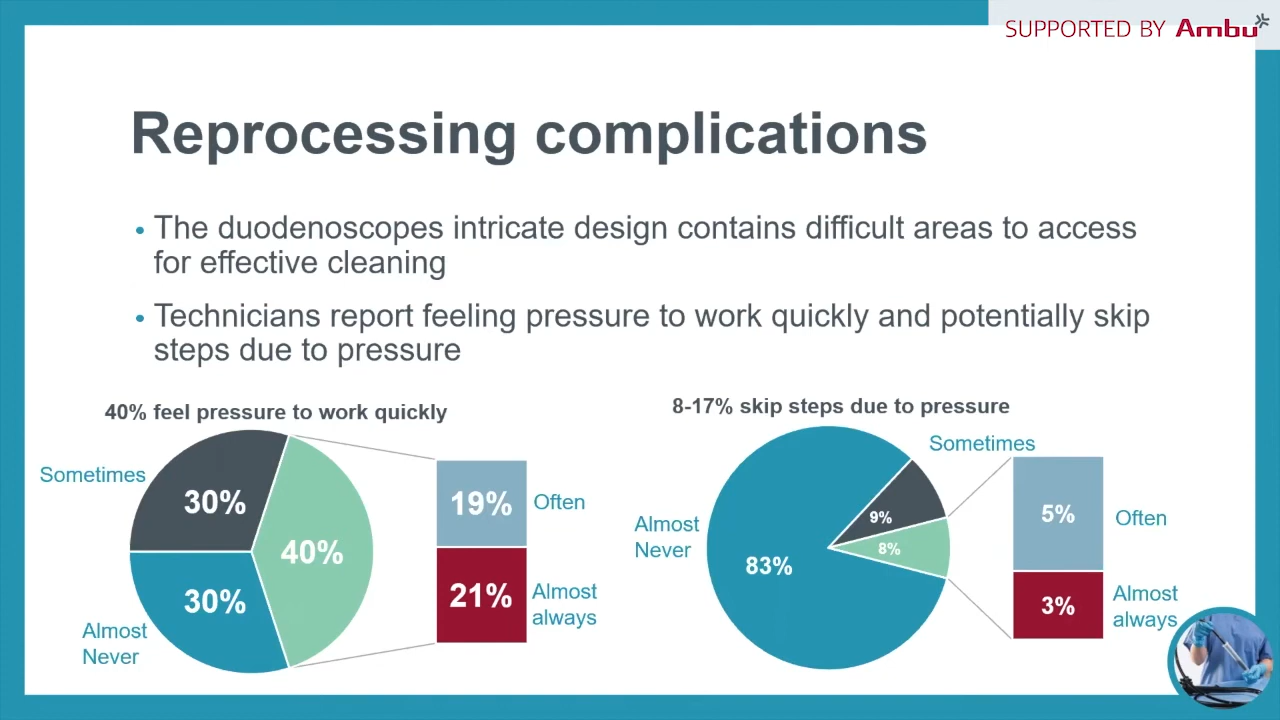 SUPPORTED BY Ambu
Reprocessing complications
• The duodenoscopes intricate design contains difficult areas to access
for effective cleaning
• Technicians report feeling pressure to work quickly and potentially skip
steps due to pressure
40% feel pressure to work quickly
Sometimes
30%
40%
30%
Almost
Never
19%
Often
21%
Almost
always
8-17% skip steps due to pressure
Sometimes
Almost
Never
83%
9%
8%
5%
Often
3%
Almost
always